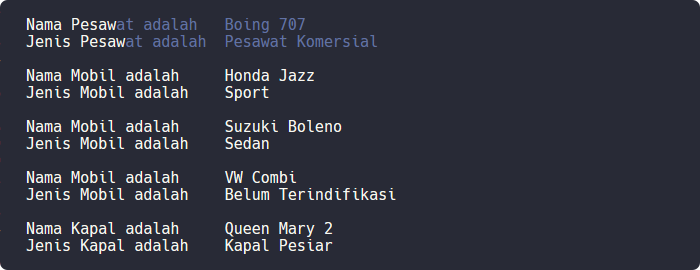 Nama Pesawat adalah   Boing 707
Jenis Pesawat adalah  Pesawat Komersial
Nama Mobil adalah     Honda Jazz
Jenis Mobil adalah    Sport
Nama Mobil adalah     Suzuki Boleno
Jenis Mobil adalah    Sedan
Nama Mobil adalah     VW Combi
Jenis Mobil adalah    Belum Terindifikasi
Nama Kapal adalah     Queen Mary 2
Jenis Kapal adalah    Kapal Pesiar